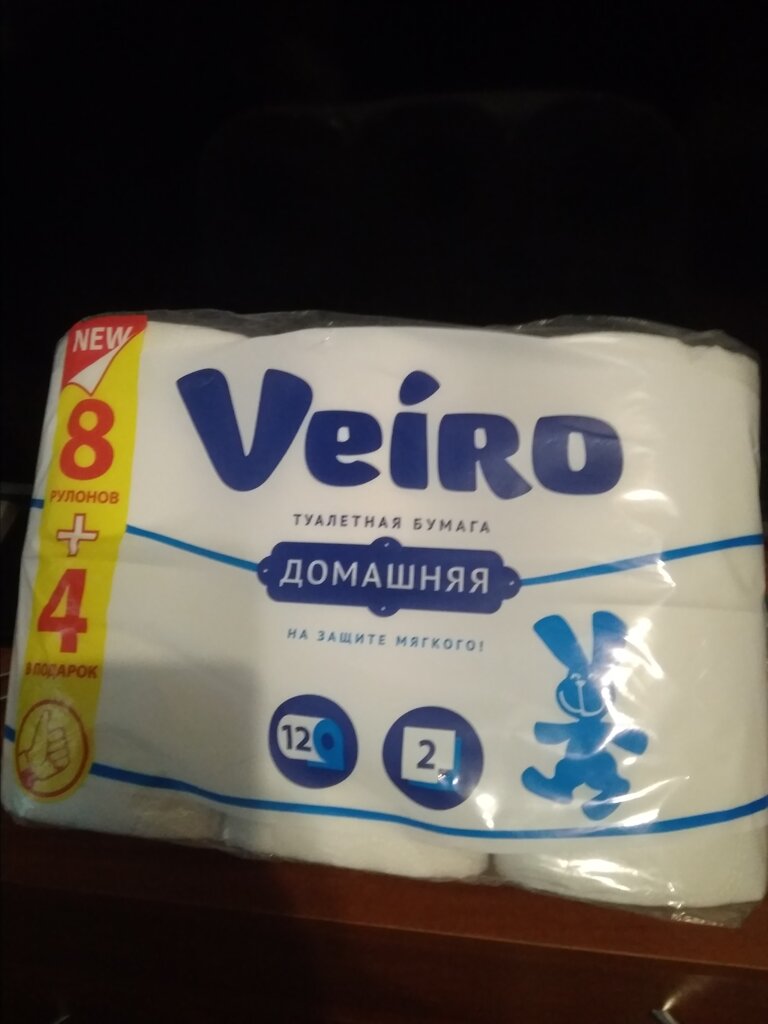 NEW
8
РУЛОНОВ
+
4
В ПОДАРОК
Veiro
ТУАЛЕТНАЯ БУМАГА
ДОМАШНЯЯ
НА ЗАЩИТЕ МЯГКОГО!
12
2